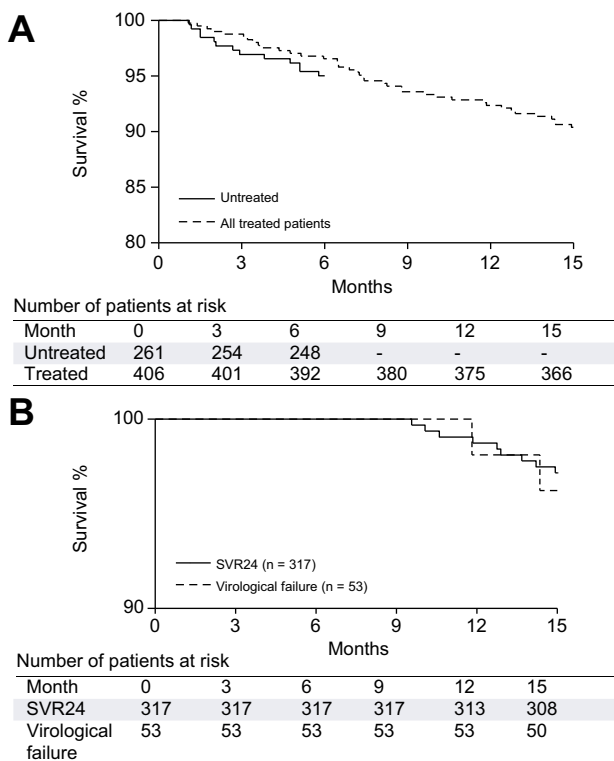 A
100
95
90
85
80
Survival %
Untreated
All treated patients
0 3 6 9 12 15
Months
Number of patients at risk
Month 0 3 6 9 12 15
Untreated 261 254 248 - - -
Treated 406 401 392 380 375 366
B
100
90
Survival %
SVR24 (n = 317)
Virological failure (n = 53)
0 3 6 9 12 15
Months
Number of patients at risk
Month 0 3 6 9 12 15
SVR24 317 317 317 317 313 308
Virological 53 53 53 53 53 50
failure